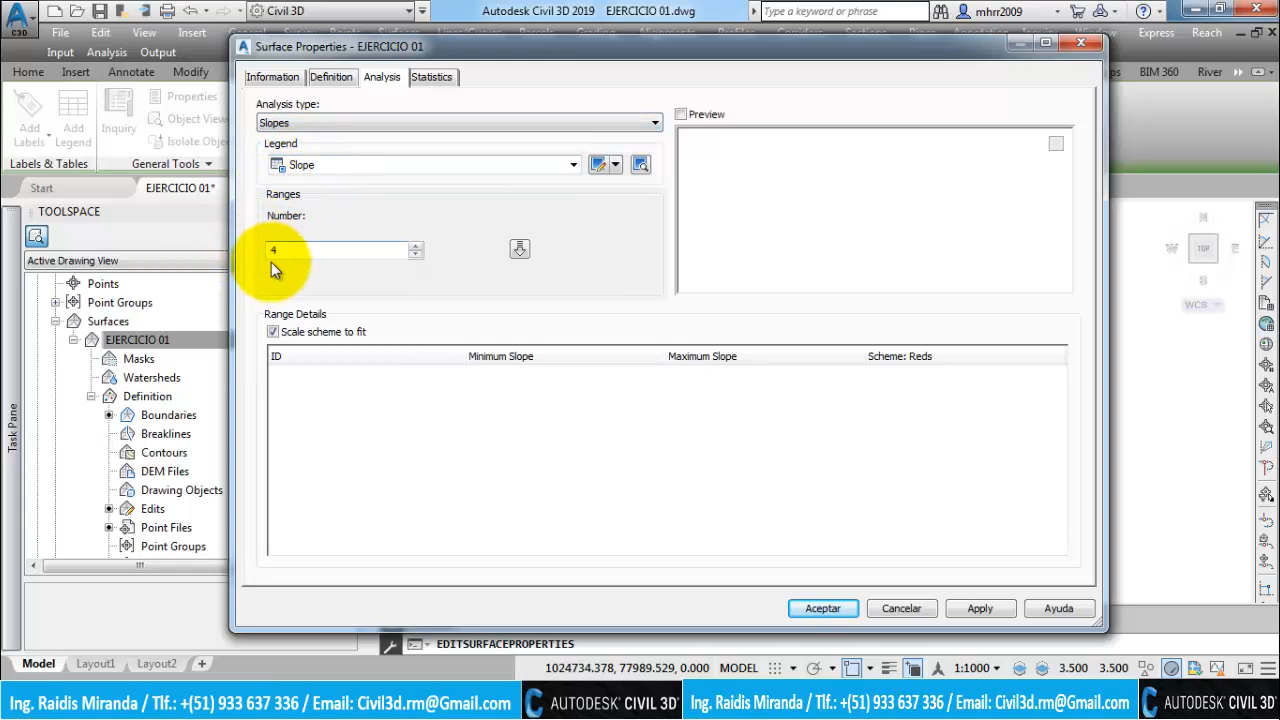 Civil 3D
Autodesk Civil 3D 2019 EJERCICIO 01.dwg
Type a keyword or phrase
mhrr2009
C3D
File
Edit
View
Insert
Express
Reach
Input
Analysis
Output
Home
Insert
Annotate
Modify
BIM 360
River
Add
Labels
Add
Legend
Inquiry
Properties
Object View
Isolate Obje
Labels & Tables
General Tools
Start
EJERCICIO 01*
TOOLSPACE
Active Drawing View
Points
Point Groups
Surfaces
EJERCICIO 01
Masks
Watersheds
Definition
Boundaries
Breaklines
Contours
DEM Files
Drawing Objects
Edits
Point Files
Point Groups
Task Pane
Surface Properties - EJERCICIO 01
Information
Definition
Analysis
Statistics
Analysis type:
Slopes
Legend
Slope
Ranges
Number:
4
Preview
Range Details
Scale scheme to fit
ID
Minimum Slope
Maximum Slope
Scheme: Reds
Aceptar
Cancelar
Apply
Ayuda
TOP
WCS
EDITSURFACEPROPERTIES
Model
Layout1
Layout2
+
1024734.378, 77989.529, 0.000
MODEL
1:1000
3.500
3.500
Ing. Raidis Miranda / Tlf.: +(51) 933 637 336 / Email: Civil3d.rm@Gmail.com
AUTODESK® CIVIL 3D®
Ing. Raidis Miranda / Tlf.: +(51) 933 637 336 / Email: Civil3d.rm@Gmail.com
AUTODESK® CIVIL 3D